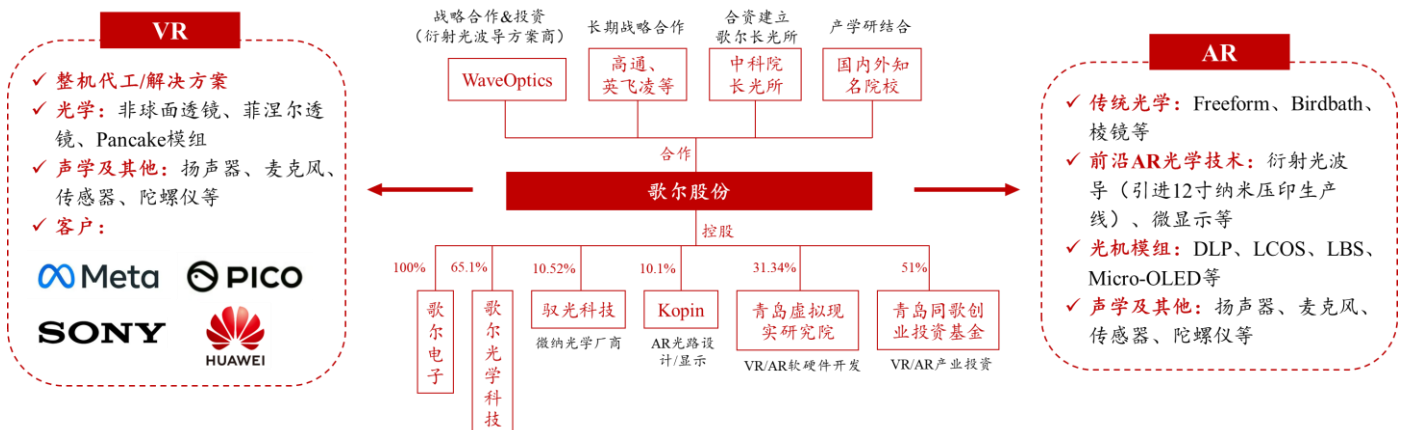 VR
✓ 整机代工/解决方案
✓ 光学：非球面透镜、菲涅尔透
镜、Pancake模组
✓ 声学及其他：扬声器、麦克风、
传感器、陀螺仪等
✓ 客户：
Meta
PICO
SONY
HUAWEI
战略合作&投资
（衍射光波导方案商）
WaveOptics
长期战略合作
高通、
英飞凌等
合资建立
歌尔长光所
中科院
长光所
产学研结合
国内外知
名院校
合作
歌尔股份
控股
100%
歌尔电子
65.1%
歌尔光学科技
10.52%
驭光科技
微纳光学厂商
10.1%
Kopin
AR光路设
计/显示
31.34%
青岛虚拟现
实研究院
VR/AR软硬件开发
51%
青岛同歌创
业投资基金
VR/AR产业投资
AR
✓ 传统光学：Freeform、Birdbath、
棱镜等
✓ 前沿AR光学技术：衍射光波
导（引进12寸纳米压印生产
线）、微显示等
✓ 光机模组：DLP、LCOS、LBS、
Micro-OLED等
✓ 声学及其他：扬声器、麦克风、
传感器、陀螺仪等